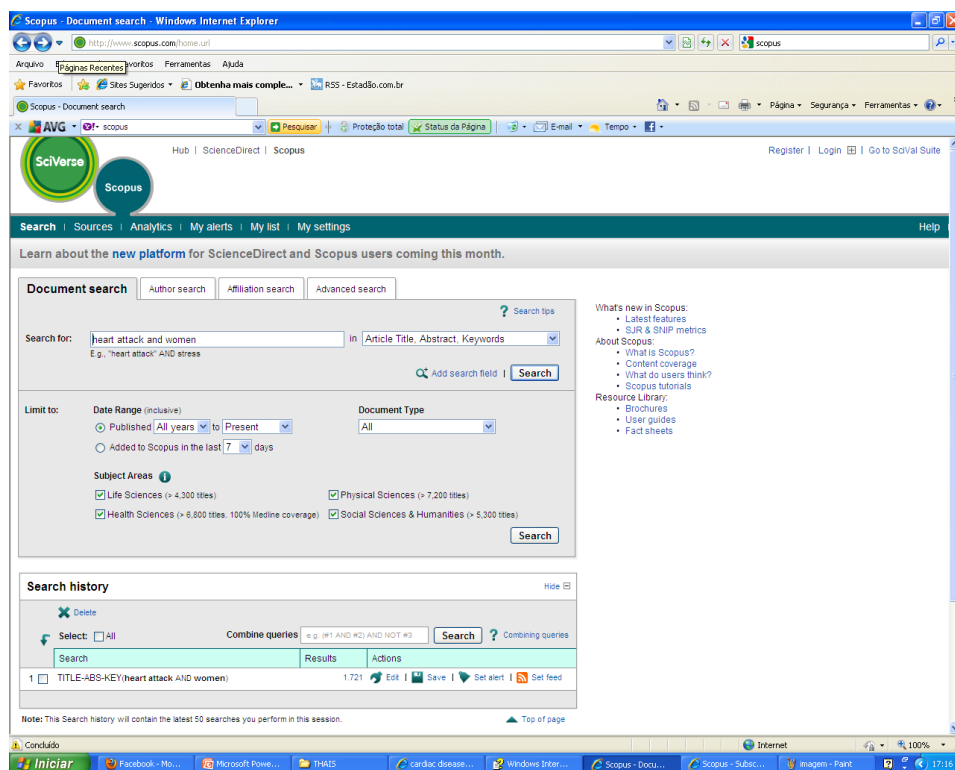 Scopus - Document search - Windows Internet Explorer
http://www.scopus.com/home.url
scopus
Arquivo
Favoritos Ferramentas Ajuda
Páginas Recentes
Favoritos Sites Sugeridos Obtenha mais comple... RSS - Estadão.com.br
Scopus - Document search
Página Segurança Ferramentas
AVG scopus Pesquisar Proteção total Status da Página E-mail Tempo
SciVerse
Scopus
Hub | ScienceDirect | Scopus
Register | Login | Go to SciVal Suite
Search | Sources | Analytics | My alerts | My list | My settings
Help
Learn about the new platform for ScienceDirect and Scopus users coming this month.
Document search Author search Affiliation search Advanced search
? Search tips
Search for: heart attack and women in Article Title, Abstract, Keywords
E.g., "heart attack" AND stress
Add search field | Search
Limit to: Date Range (inclusive) Document Type
Published All years to Present All
Added to Scopus in the last 7 days
Subject Areas i
Life Sciences (> 4,300 titles) Physical Sciences (> 7,200 titles)
Health Sciences (> 6,800 titles. 100% Medline coverage) Social Sciences & Humanities (> 5,300 titles)
Search
What's new in Scopus:
Latest features
SJR & SNIP metrics
About Scopus:
What is Scopus?
Content coverage
What do users think?
Scopus tutorials
Resource Library:
Brochures
User guides
Fact sheets
Search history Hide
Delete
Select: All Combine queries e.g. (#1 AND #2) AND NOT #3 Search ? Combining queries
Search Results Actions
1 TITLE-ABS-KEY(heart attack AND women) 1.721 Edit | Save | Set alert | Set feed
Note: This Search history will contain the latest 50 searches you perform in this session. Top of page
Concluído Internet 100%
Iniciar Facebook - Mo... Microsoft Powe... THAIS cardiac disease... Windows Inter... Scopus - Docu... Scopus - Subsc... imagem - Paint 17:16